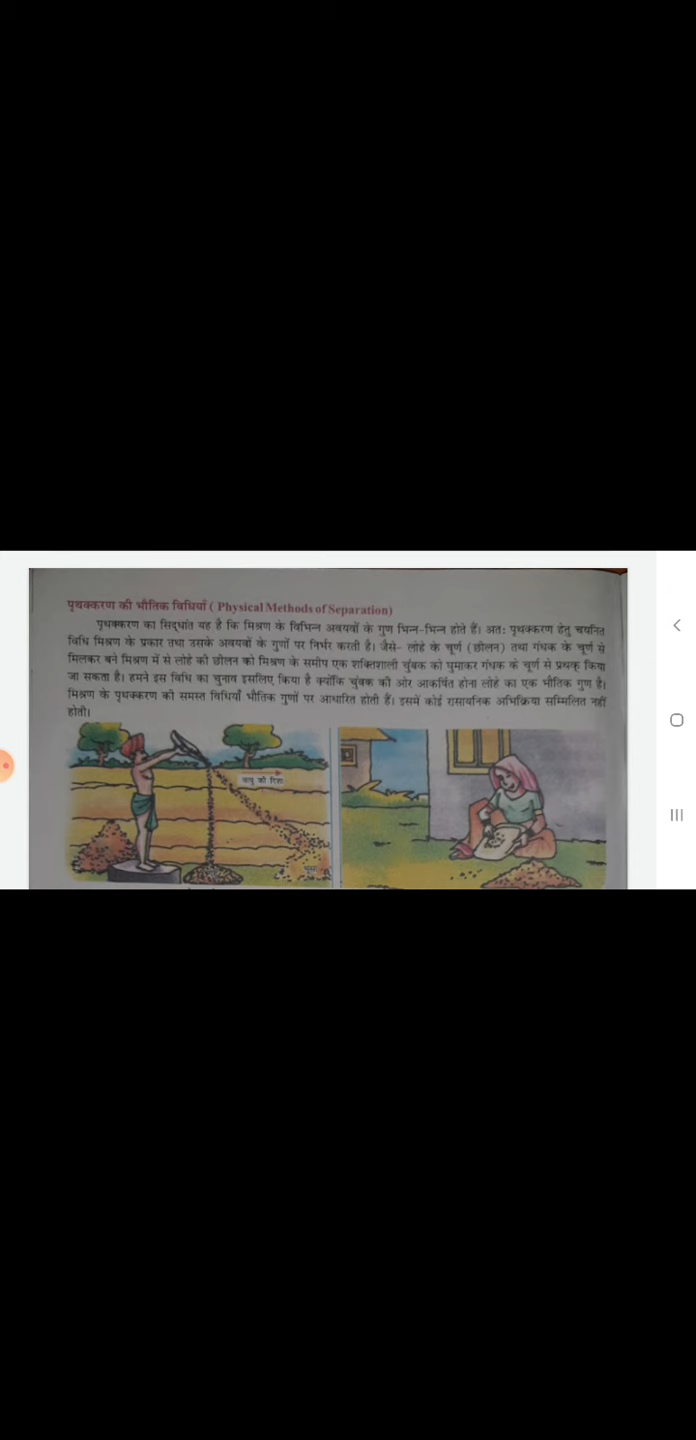 पृथक्करण की भौतिक विधियाँ ( Physical Methods of Separation)
पृथक्करण का सिद्धांत यह है कि मिश्रण के विभिन्न अवयवों के गुण भिन्न-भिन्न होते हैं। अतः पृथक्करण हेतु चयनित
विधि मिश्रण के प्रकार तथा उसके अवयवों के गुणों पर निर्भर करती है। जैसे- लोहे के चूर्ण (छीलन) तथा गंधक के चूर्ण से
मिलकर बने मिश्रण में से लोहे की छीलन को मिश्रण के समीप एक शक्तिशाली चुंबक को घुमाकर गंधक के चूर्ण से प्रथक् किया
जा सकता है। हमने इस विधि का चुनाव इसलिए किया है क्योंकि चुंबक की ओर आकर्षित होना लोहे का एक भौतिक गुण है।
मिश्रण के पृथक्करण की समस्त विधियाँ भौतिक गुणों पर आधारित होती हैं। इसमें कोई रासायनिक अभिक्रिया सम्मिलित नहीं
होती।
वायु की दिशा
भूसा